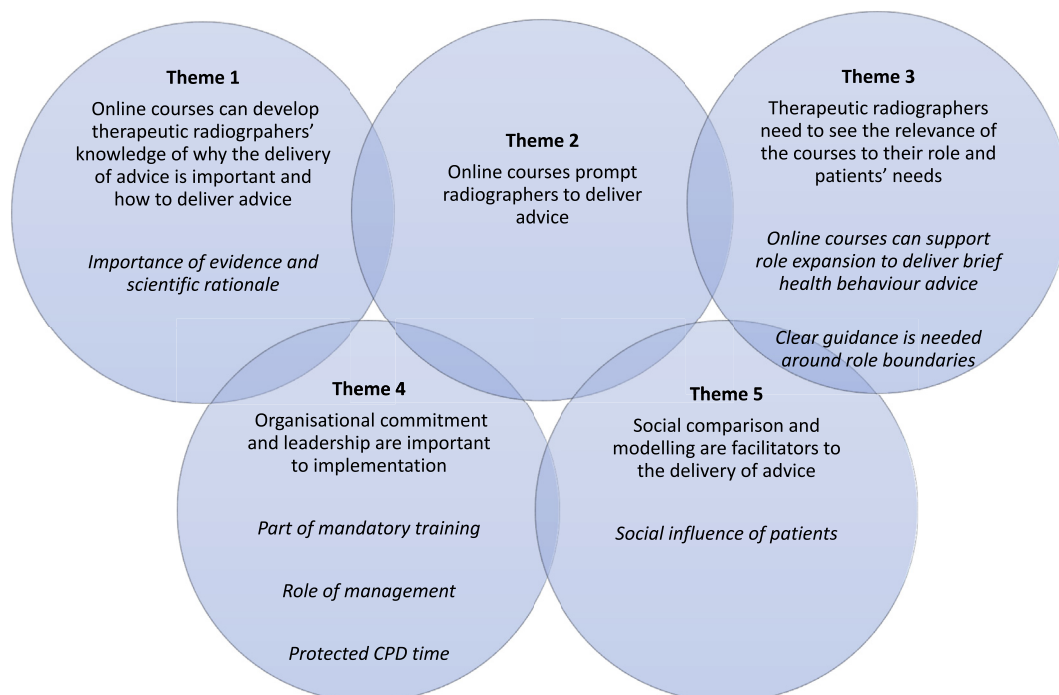 Theme 1
Online courses can develop
therapeutic radiogrpahers’
knowledge of why the delivery
of advice is important and
how to deliver advice
Importance of evidence and
scientific rationale
Theme 2
Online courses prompt
radiographers to deliver
advice
Theme 3
Therapeutic radiographers
need to see the relevance of
the courses to their role and
patients’ needs
Online courses can support
role expansion to deliver brief
health behaviour advice
Clear guidance is needed
around role boundaries
Theme 4
Organisational commitment
and leadership are important
to implementation
Part of mandatory training
Role of management
Protected CPD time
Theme 5
Social comparison and
modelling are facilitators to
the delivery of advice
Social influence of patients